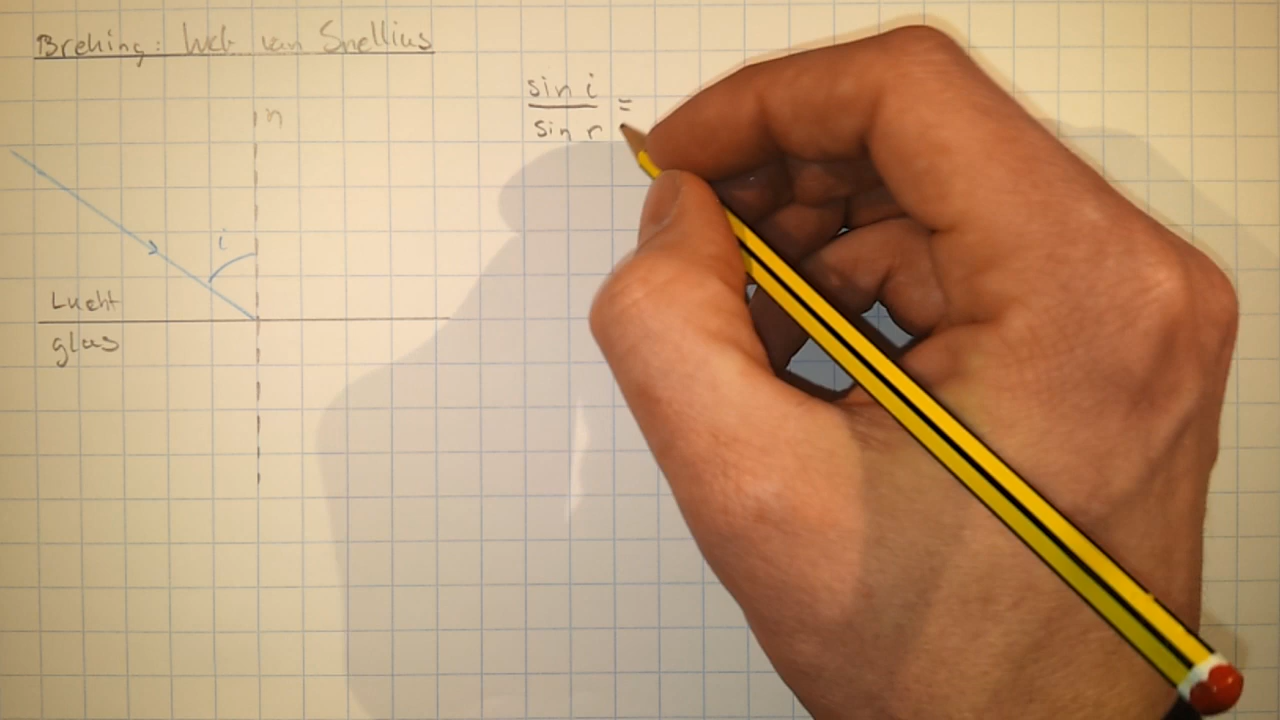 Breking: Wet van Snellius
n
sin i
sin r
=
i
Lucht
glas